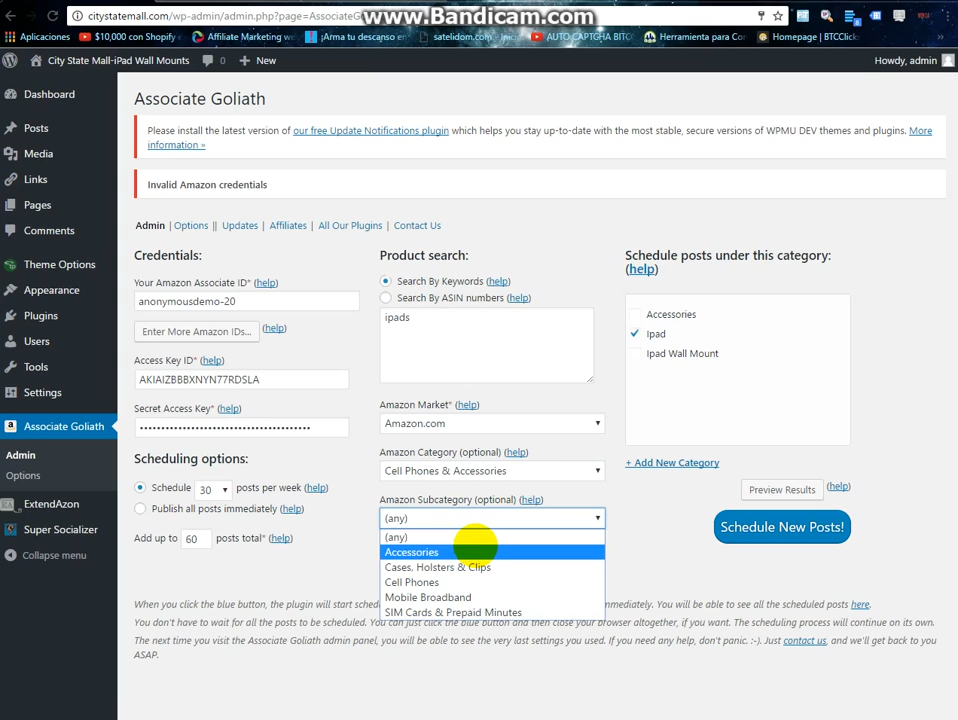 citystatemall.com/wp-admin/admin.php?page=AssociateG
www.Bandicam.com
Aplicaciones
$10,000 con Shopify
Affiliate Marketing w
¡Arma tu descanso en
satelidom.com - Inici
AUTO CAPTCHA BITC
Herramienta para Co
Homepage | BTCClick
»
City State Mall-iPad Wall Mounts
0
New
Howdy, admin
Dashboard
Posts
Media
Links
Pages
Comments
Theme Options
Appearance
Plugins
Users
Tools
Settings
Associate Goliath
Admin
Options
ExtendAzon
Super Socializer
Collapse menu
Associate Goliath
Please install the latest version of our free Update Notifications plugin which helps you stay up-to-date with the most stable, secure versions of WPMU DEV themes and plugins. More
information »
Invalid Amazon credentials
Admin | Options || Updates | Affiliates | All Our Plugins | Contact Us
Credentials:
Your Amazon Associate ID* (help)
anonymousdemo-20
Enter More Amazon IDs... (help)
Access Key ID* (help)
AKIAIZBBBXNYN77RDSLA
Secret Access Key* (help)
••••••••••••••••••••••••••••••••••••••••
Scheduling options:
Schedule 30 posts per week (help)
Publish all posts immediately (help)
Add up to 60 posts total* (help)
Product search:
Search By Keywords (help)
Search By ASIN numbers (help)
ipads
Amazon Market* (help)
Amazon.com
Amazon Category (optional) (help)
Cell Phones & Accessories
Amazon Subcategory (optional) (help)
(any)
(any)
Accessories
Cases, Holsters & Clips
Cell Phones
Mobile Broadband
SIM Cards & Prepaid Minutes
Schedule posts under this category:
(help)
Accessories
Ipad
Ipad Wall Mount
+ Add New Category
Preview Results (help)
Schedule New Posts!
When you click the blue button, the plugin will start sched
mmediately. You will be able to see all the scheduled posts here.
You don't have to wait for all the posts to be scheduled. You can just click the blue button and then close your browser altogether, if you want. The scheduling process will continue on its own.
The next time you visit the Associate Goliath admin panel, you will be able to see the very last settings you used. If you need any help, don't panic. :-). Just contact us, and we'll get back to you
ASAP.